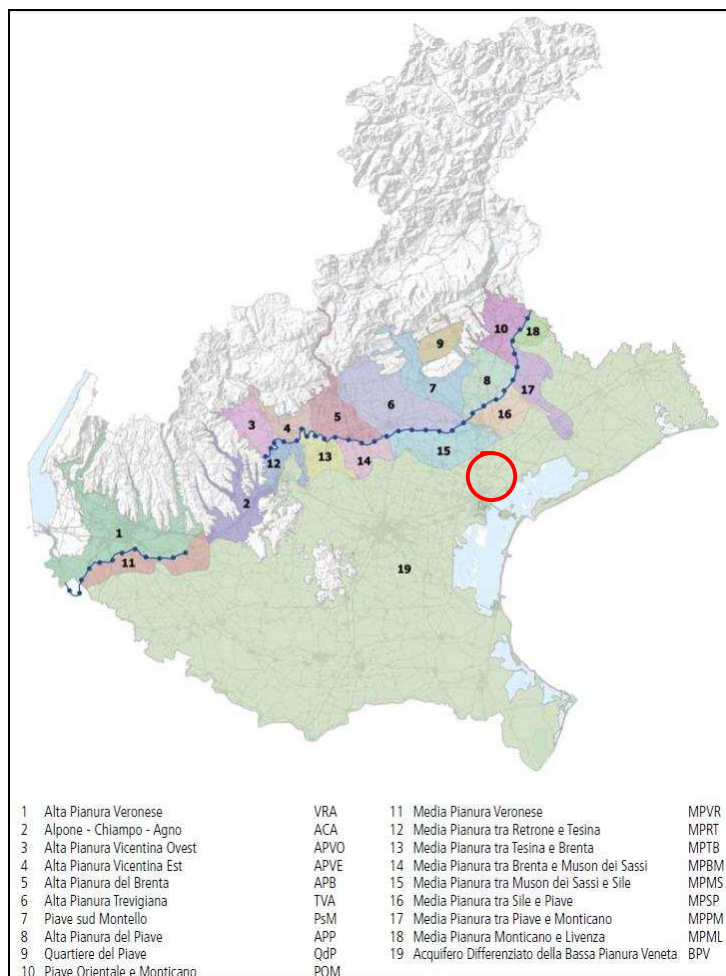 10
18
9
8
7
17
6
16
5
3
4
15
12
13
14
2
1
11
19
1 Alta Pianura Veronese VRA 11 Media Pianura Veronese MPVR
2 Alpone - Chiampo - Agno ACA 12 Media Pianura tra Retrone e Tesina MPRT
3 Alta Pianura Vicentina Ovest APVO 13 Media Pianura tra Tesina e Brenta MPTB
4 Alta Pianura Vicentina Est APVE 14 Media Pianura tra Brenta e Muson dei Sassi MPBM
5 Alta Pianura del Brenta APB 15 Media Pianura tra Muson dei Sassi e Sile MPMS
6 Alta Pianura Trevigiana TVA 16 Media Pianura tra Sile e Piave MPSP
7 Piave sud Montello PsM 17 Media Pianura tra Piave e Monticano MPPM
8 Alta Pianura del Piave APP 18 Media Pianura Monticano e Livenza MPML
9 Quartiere del Piave QdP 19 Acquifero Differenziato della Bassa Pianura Veneta BPV
10 Piave Orientale e Monticano POM